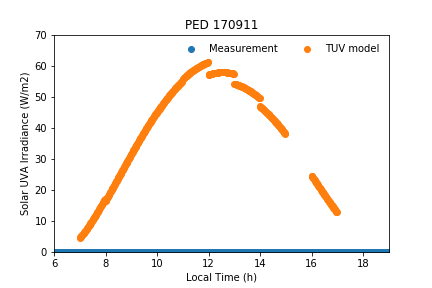 PED 170911
Measurement TUV model
Solar UVA Irradiance (W/m2)
70
60
50
40
30
20
10
0
6 8 10 12 14 16 18
Local Time (h)